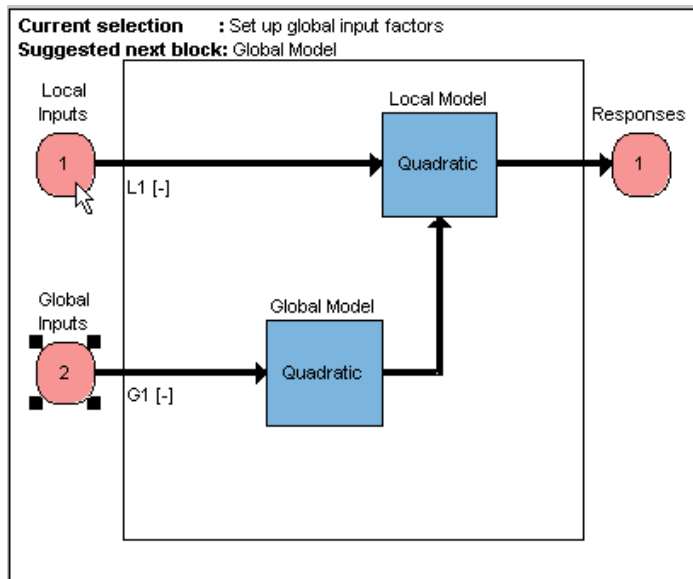 Current selection : Set up global input factors
Suggested next block: Global Model
Local
Inputs
Local Model
Responses
1
Quadratic
1
L1 [-]
Global
Inputs
Global Model
2
Quadratic
G1 [-]